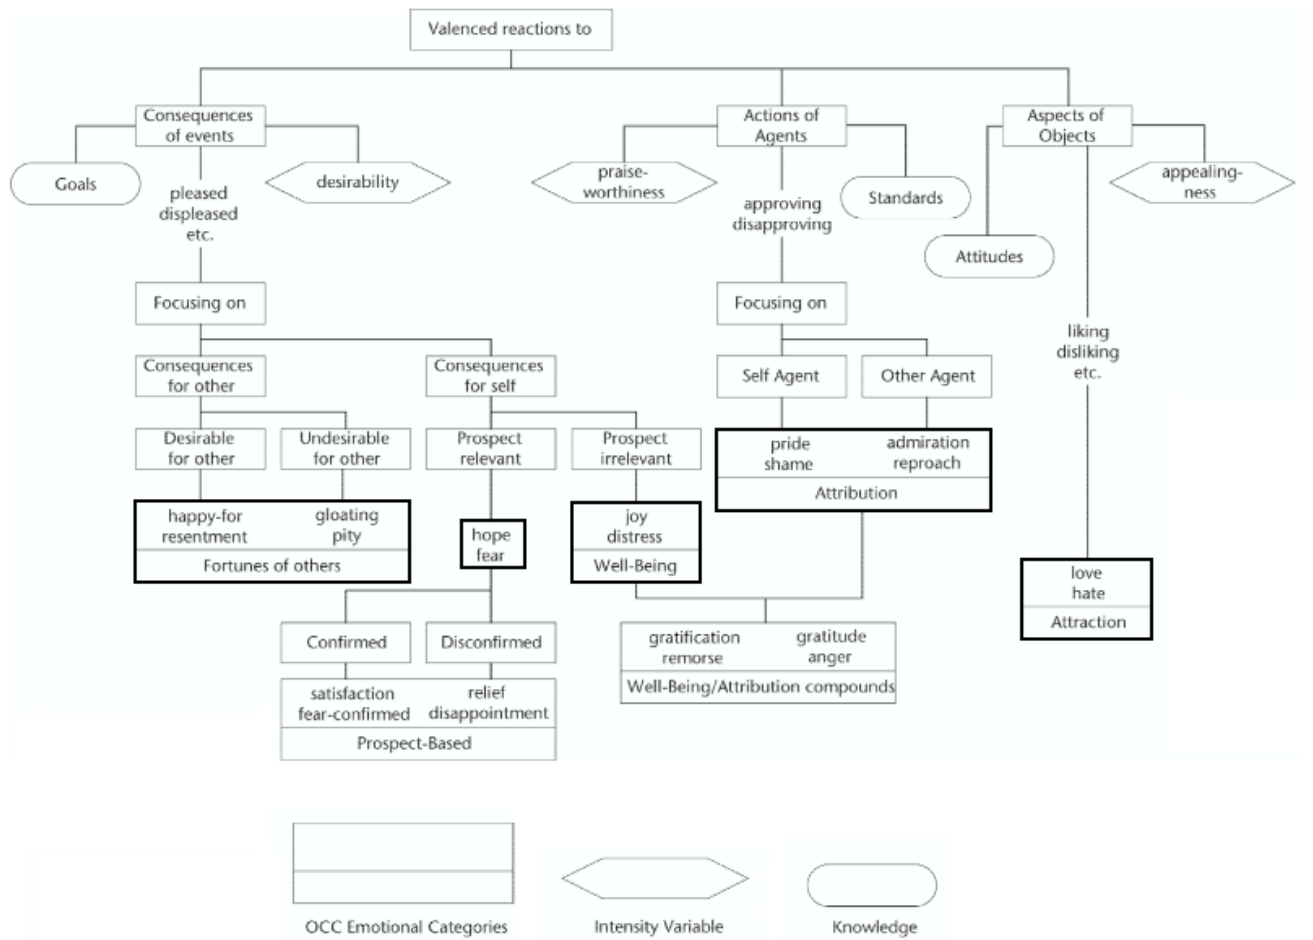 Valenced reactions to
Consequences
of events
Actions of
Agents
Aspects of
Objects
Goals
pleased
displeased
etc.
desirability
praise-
worthiness
approving
disapproving
Standards
Attitudes
appealing-
ness
Focusing on
Focusing on
liking
disliking
etc.
Consequences
for other
Consequences
for self
Self Agent
Other Agent
Desirable
for other
Undesirable
for other
Prospect
relevant
Prospect
irrelevant
pride
shame
admiration
reproach
Attribution
happy-for
resentment
gloating
pity
Fortunes of others
hope
fear
joy
distress
Well-Being
love
hate
Attraction
Confirmed
Disconfirmed
gratification
remorse
gratitude
anger
Well-Being/Attribution compounds
satisfaction
fear-confirmed
relief
disappointment
Prospect-Based
OCC Emotional Categories
Intensity Variable
Knowledge